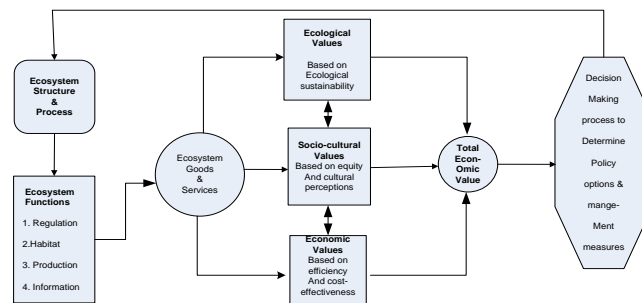 Ecosystem
Structure
&
Process
Ecosystem
Functions
1. Regulation
2.Habitat
3. Production
4. Information
Ecosystem
Goods
&
Services
Ecological
Values
Based on
Ecological
sustainability
Socio-cultural
Values
Based on equity
And cultural
perceptions
Economic
Values
Based on
efficiency
And cost-
effectiveness
Total
Econ-
Omic
Value
Decision
Making
process to
Determine
Policy
options &
mange-
Ment
measures